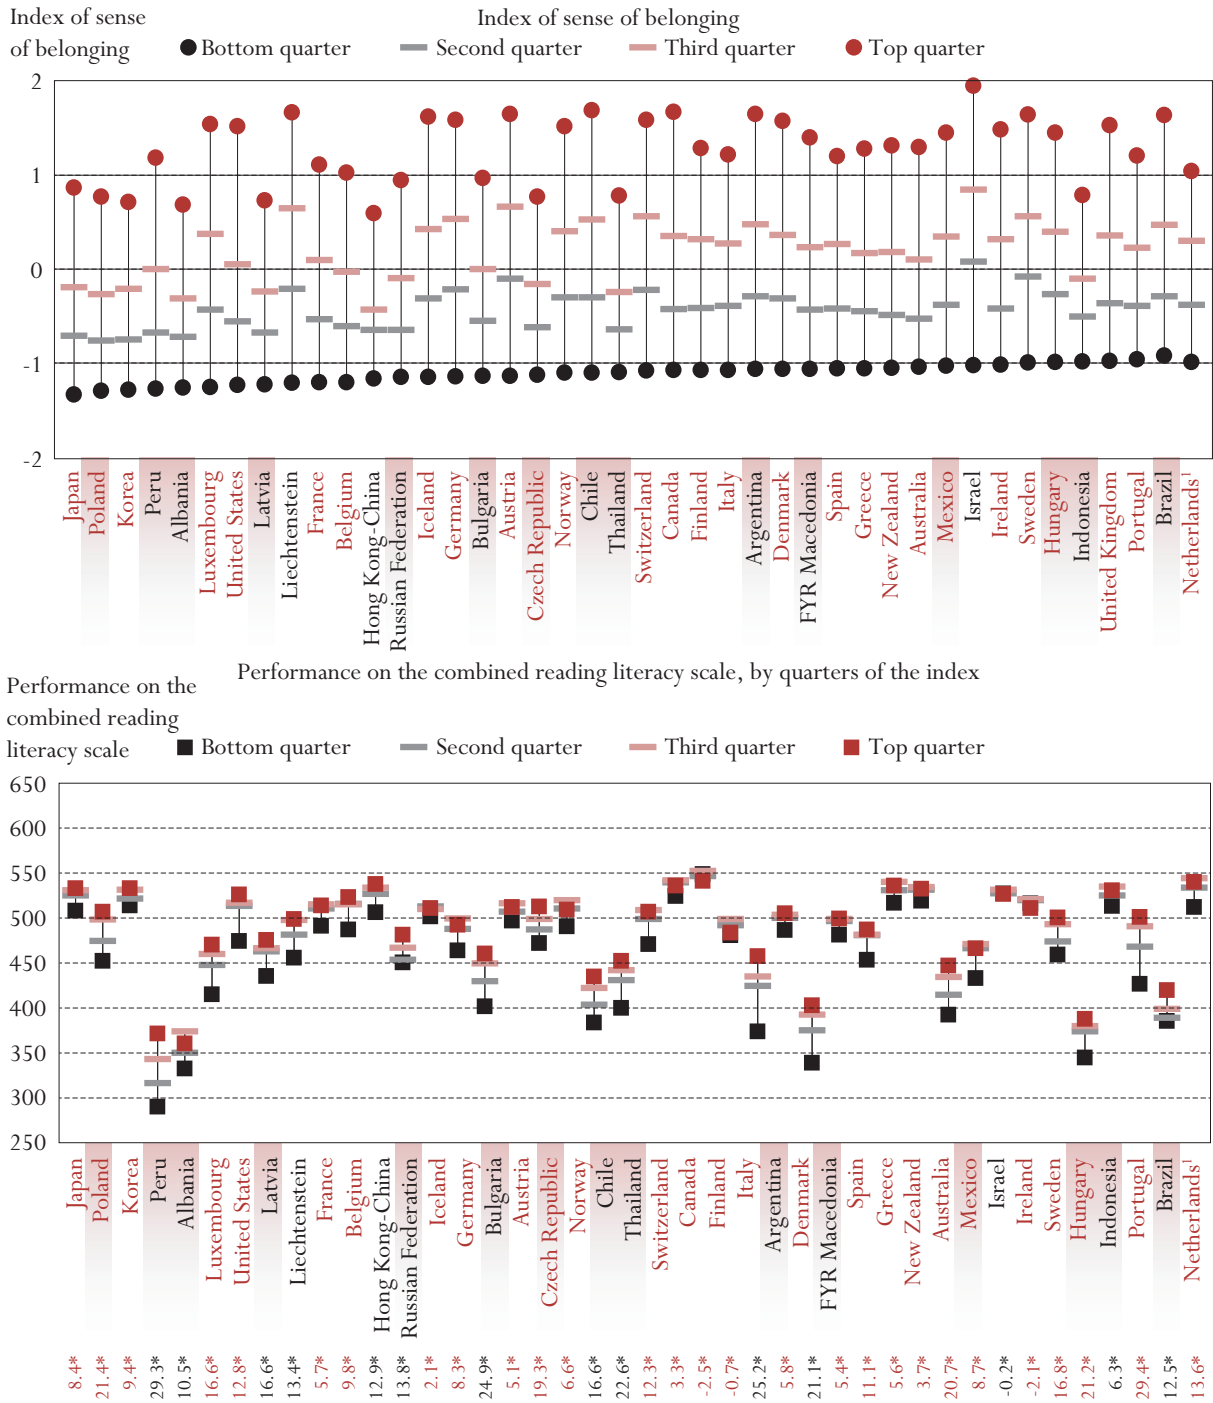 Index of sense of belonging
Index of sense
of belonging
Bottom quarter
Second quarter
Third quarter
Top quarter
2
1
0
-1
-2
Japan
Poland
Korea
Peru
Albania
Luxembourg
United States
Latvia
Liechtenstein
France
Belgium
Hong Kong-China
Russian Federation
Iceland
Germany
Bulgaria
Austria
Czech Republic
Norway
Chile
Thailand
Switzerland
Canada
Finland
Italy
Argentina
Denmark
FYR Macedonia
Spain
Greece
New Zealand
Australia
Mexico
Israel
Ireland
Sweden
Hungary
Indonesia
United Kingdom
Portugal
Brazil
Netherlands¹
Performance on the combined reading literacy scale, by quarters of the index
Performance on the
combined reading
literacy scale
Bottom quarter
Second quarter
Third quarter
Top quarter
650
600
550
500
450
400
350
300
250
Japan
Poland
Korea
Peru
Albania
Luxembourg
United States
Latvia
Liechtenstein
France
Belgium
Hong Kong-China
Russian Federation
Iceland
Germany
Bulgaria
Austria
Czech Republic
Norway
Chile
Thailand
Switzerland
Canada
Finland
Italy
Argentina
Denmark
FYR Macedonia
Spain
Greece
New Zealand
Australia
Mexico
Israel
Ireland
Sweden
Hungary
Indonesia
Portugal
Brazil
Netherlands¹
8.4*
21.4*
9.4*
29.3*
10.5*
16.6*
12.8*
16.6*
13.4*
5.7*
9.8*
12.9*
13.8*
2.1*
8.3*
24.9*
5.1*
19.3*
6.6*
16.6*
22.6*
12.3*
3.3*
-2.5*
-0.7*
25.2*
5.8*
21.1*
5.4*
11.1*
5.6*
3.7*
20.7*
8.7*
-0.2*
-2.1*
16.8*
21.2*
6.3*
29.4*
12.5*
13.6*